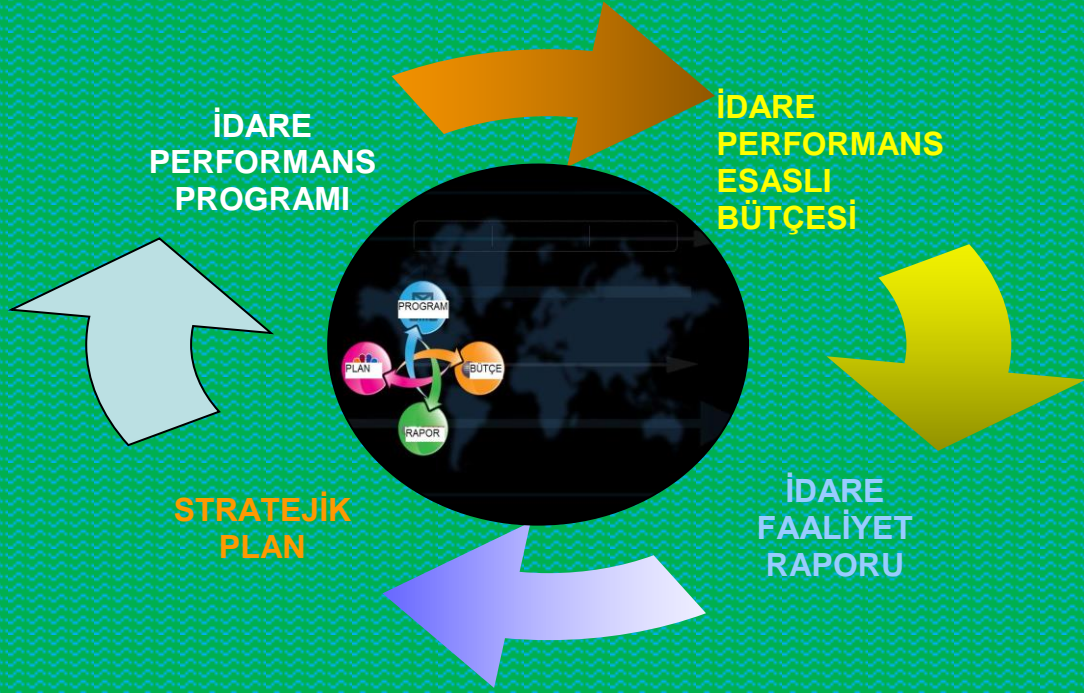 İDARE
PERFORMANS
PROGRAMI
İDARE
PERFORMANS
ESASLI
BÜTÇESİ
PROGRAM
PLAN
BÜTÇE
RAPOR
STRATEJİK
PLAN
İDARE
FAALİYET
RAPORU